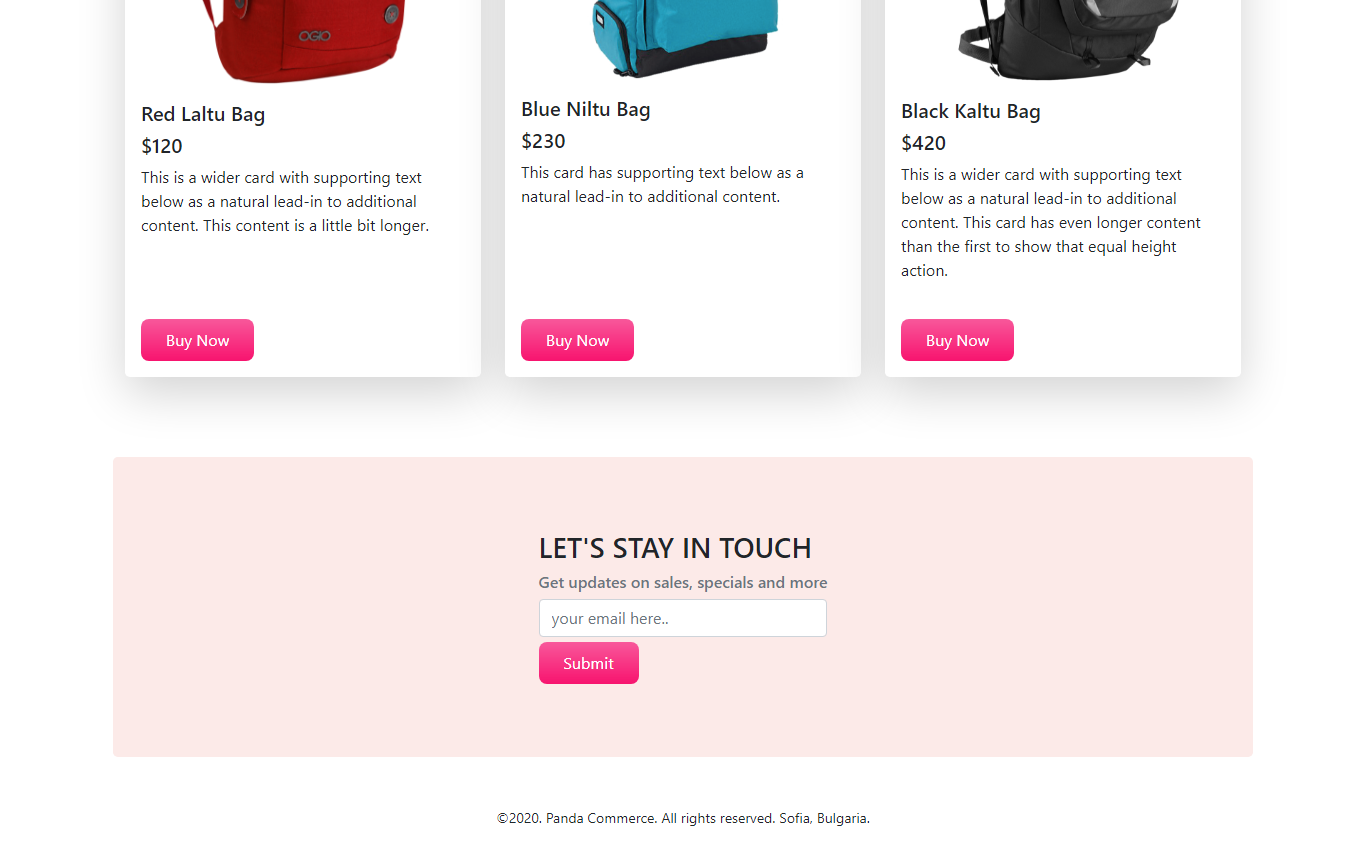 OGIO
Red Laltu Bag
$120
This is a wider card with supporting text
below as a natural lead-in to additional
content. This content is a little bit longer.
Buy Now
Blue Niltu Bag
$230
This card has supporting text below as a
natural lead-in to additional content.
Buy Now
Black Kaltu Bag
$420
This is a wider card with supporting text
below as a natural lead-in to additional
content. This card has even longer content
than the first to show that equal height
action.
Buy Now
LET'S STAY IN TOUCH
Get updates on sales, specials and more
your email here..
Submit
©2020. Panda Commerce. All rights reserved. Sofia, Bulgaria.